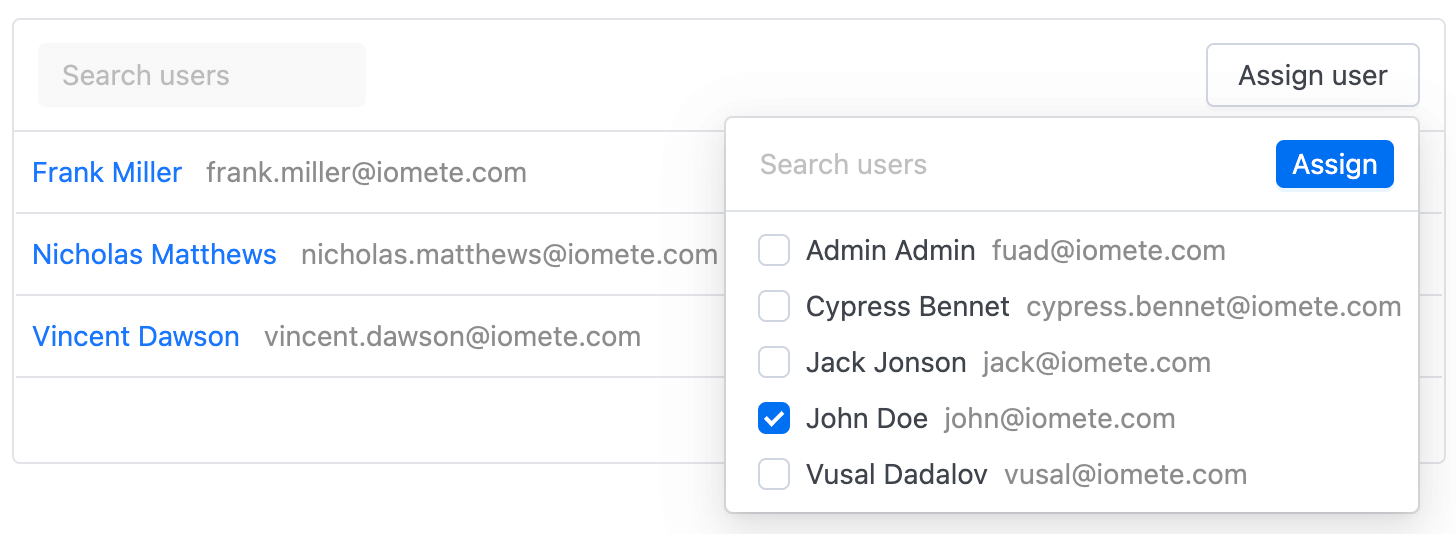 Search users
Assign user
Frank Miller frank.miller@iomete.com
Nicholas Matthews nicholas.matthews@iomete.com
Vincent Dawson vincent.dawson@iomete.com
Search users
Assign
Admin Admin fuad@iomete.com
Cypress Bennet cypress.bennet@iomete.com
Jack Jonson jack@iomete.com
John Doe john@iomete.com
Vusal Dadalov vusal@iomete.com